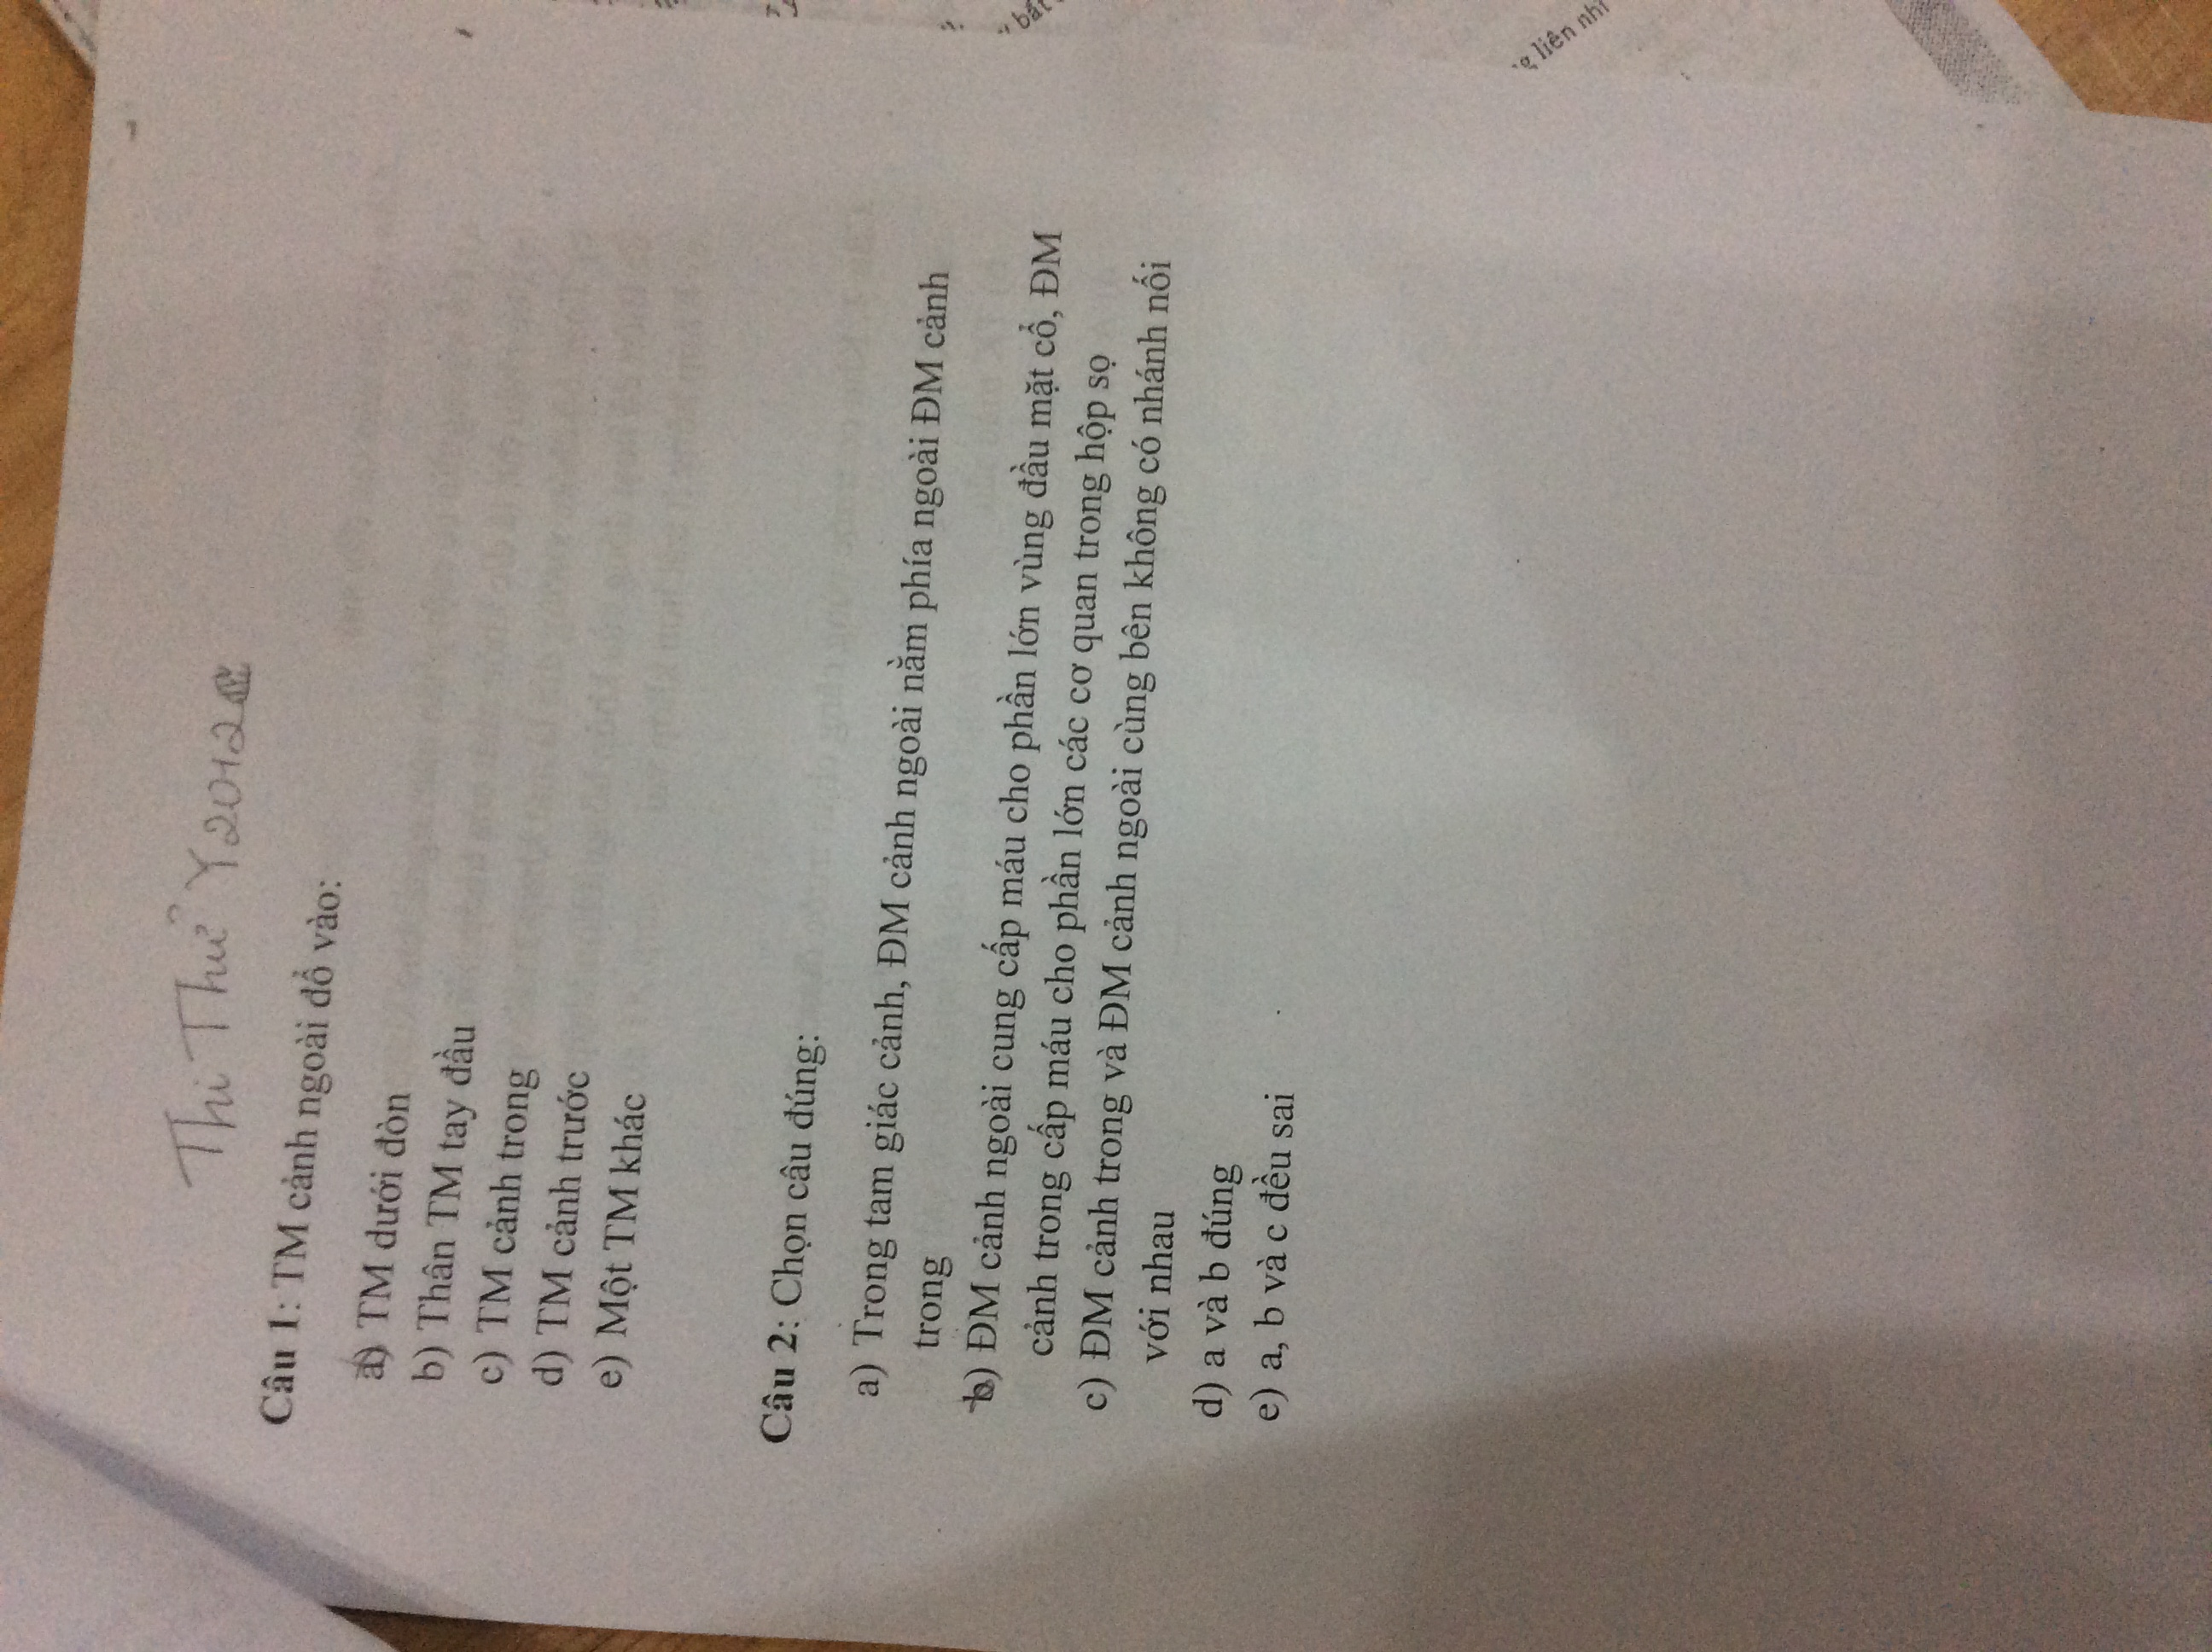 Thi Thử Y2012
Câu 1: TM cảnh ngoài đổ vào:
a) TM dưới đòn
b) Thân TM tay đầu
c) TM cảnh trong
d) TM cảnh trước
e) Một TM khác
Câu 2: Chọn câu đúng:
a) Trong tam giác cảnh, ĐM cảnh ngoài nằm phía ngoài ĐM cảnh
trong
b) ĐM cảnh ngoài cung cấp máu cho phần lớn vùng đầu mặt cổ, ĐM
cảnh trong cấp máu cho phần lớn các cơ quan trong hộp sọ
c) ĐM cảnh trong và ĐM cảnh ngoài cùng bên không có nhánh nối
với nhau
d) a và b đúng
e) a, b và c đều sai
bắt
liên